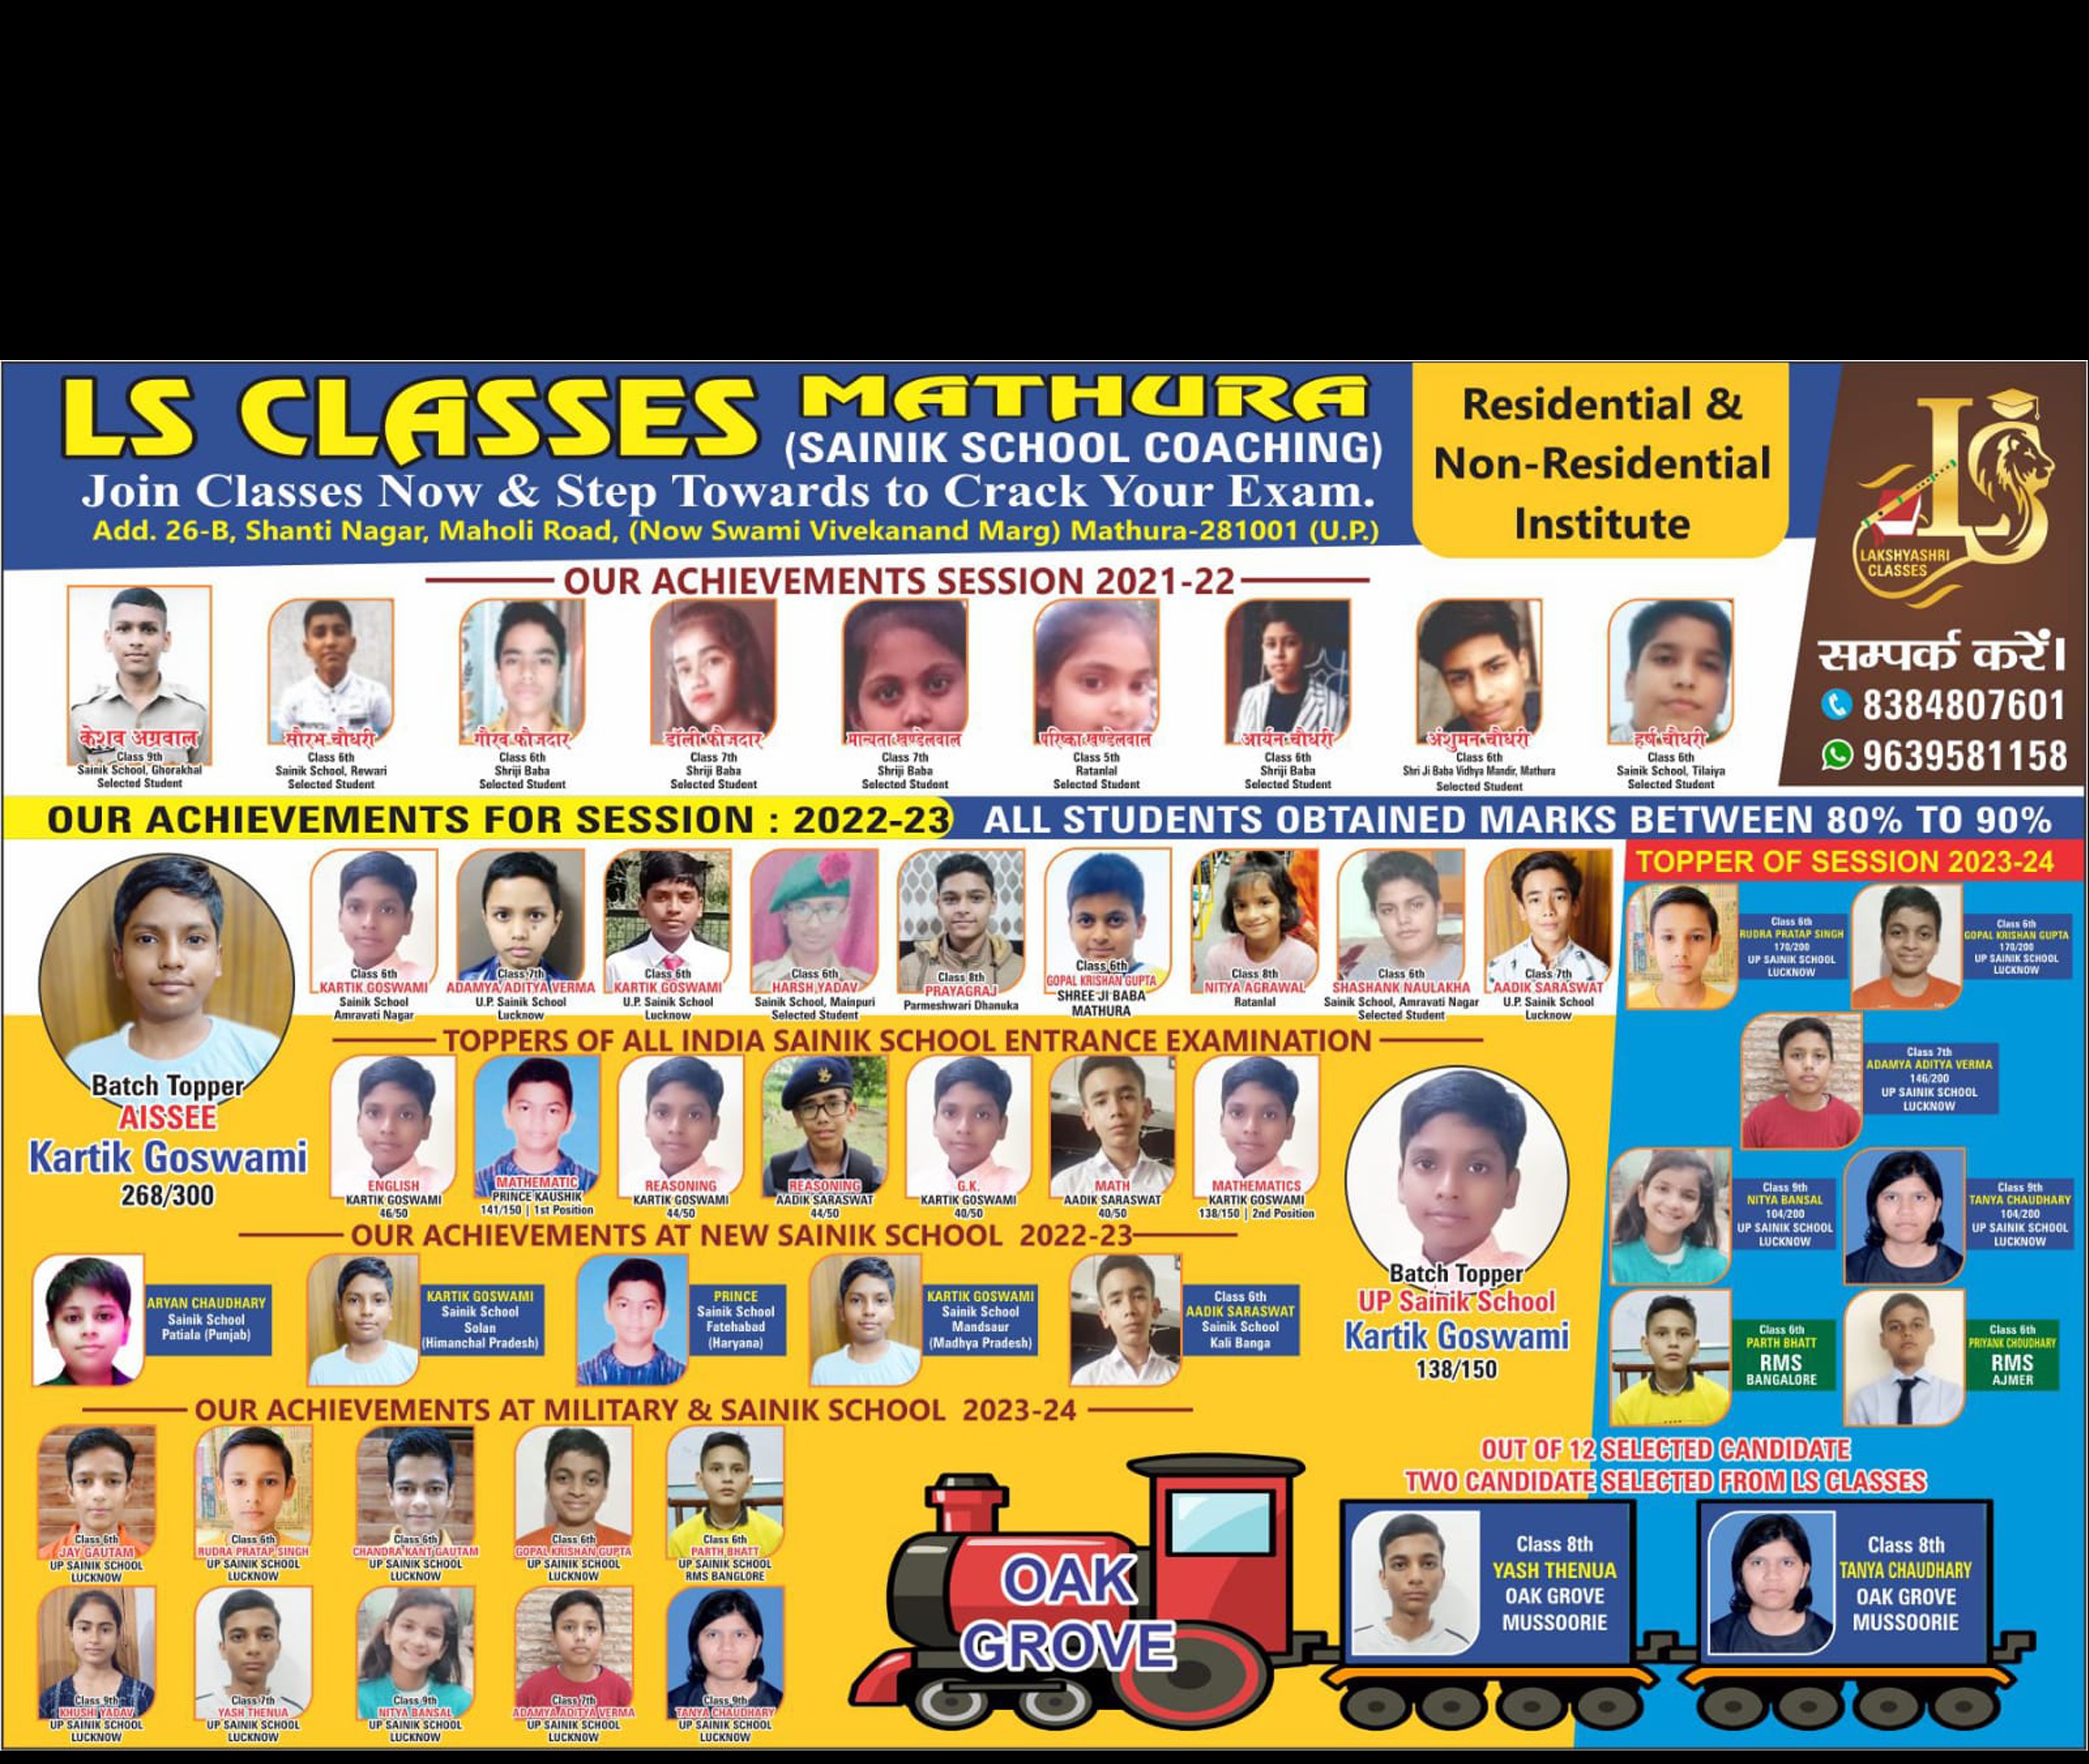 LS CLASSES MATHURA
(SAINIK SCHOOL COACHING)
Join Classes Now & Step Towards to Crack Your Exam.
Add. 26-B, Shanti Nagar, Maholi Road, (Now Swami Vivekanand Marg) Mathura-281001 (U.P.)
Residential &
Non-Residential
Institute
LS
LAKSHYASHRI
CLASSES
सम्पर्क करें।
8384807601
9639581158
OUR ACHIEVEMENTS SESSION 2021-22
केशव अग्रवाल
Class 9th
Sainik School, Ghorakhal
Selected Student
सौरभ चौधरी
Class 6th
Sainik School, Rewari
Selected Student
गौरव फौजदार
Class 6th
Shriji Baba
Selected Student
डॉली फौजदार
Class 7th
Shriji Baba
Selected Student
मान्यता खण्डेलवाल
Class 7th
Shriji Baba
Selected Student
परिष्का खण्डेलवाल
Class 5th
Ratanlal
Selected Student
आर्यन चौधरी
Class 6th
Shriji Baba
Selected Student
अंशुमन चौधरी
Class 6th
Shri Ji Baba Vidhya Mandir, Mathura
Selected Student
हर्ष चौधरी
Class 6th
Sainik School, Tilaiya
Selected Student
OUR ACHIEVEMENTS FOR SESSION : 2022-23 ALL STUDENTS OBTAINED MARKS BETWEEN 80% TO 90%
Batch Topper
AISSEE
Kartik Goswami
268/300
Class 6th
KARTIK GOSWAMI
Sainik School
Amravati Nagar
Class 7th
ADAMYA ADITYA VERMA
U.P. Sainik School
Lucknow
Class 6th
KARTIK GOSWAMI
U.P. Sainik School
Lucknow
Class 6th
HARSH YADAV
Sainik School, Mainpuri
Selected Student
Class 8th
PRAYAGRAJ
Parmeshwari Dhanuka
Class 6th
GOPAL KRISHAN GUPTA
SHREE JI BABA
MATHURA
Class 8th
NITYA AGRAWAL
Ratanlal
Class 6th
SHASHANK NAULAKHA
Sainik School, Amravati Nagar
Selected Student
Class 7th
AADIK SARASWAT
U.P. Sainik School
Lucknow
TOPPERS OF ALL INDIA SAINIK SCHOOL ENTRANCE EXAMINATION
ENGLISH
KARTIK GOSWAMI
46/50
MATHEMATIC
PRINCE KAUSHIK
141/150 | 1st Position
REASONING
KARTIK GOSWAMI
44/50
REASONING
AADIK SARASWAT
44/50
G.K.
KARTIK GOSWAMI
40/50
MATH
AADIK SARASWAT
40/50
MATHEMATICS
KARTIK GOSWAMI
138/150 | 2nd Position
Batch Topper
UP Sainik School
Kartik Goswami
138/150
OUR ACHIEVEMENTS AT NEW SAINIK SCHOOL 2022-23
ARYAN CHAUDHARY
Sainik School
Patiala (Punjab)
KARTIK GOSWAMI
Sainik School
Solan
(Himanchal Pradesh)
PRINCE
Sainik School
Fatehabad
(Haryana)
KARTIK GOSWAMI
Sainik School
Mandsaur
(Madhya Pradesh)
Class 6th
AADIK SARASWAT
Sainik School
Kali Banga
OUR ACHIEVEMENTS AT MILITARY & SAINIK SCHOOL 2023-24
Class 6th
JAY GAUTAM
UP SAINIK SCHOOL
LUCKNOW
Class 6th
RUDRA PRATAP SINGH
UP SAINIK SCHOOL
LUCKNOW
Class 6th
CHANDRA KANT GAUTAM
UP SAINIK SCHOOL
LUCKNOW
Class 6th
GOPAL KRISHAN GUPTA
UP SAINIK SCHOOL
LUCKNOW
Class 6th
PARTH BHATT
UP SAINIK SCHOOL
RMS BANGLORE
Class 9th
KHUSHI YADAV
UP SAINIK SCHOOL
LUCKNOW
Class 7th
YASH THENUA
UP SAINIK SCHOOL
LUCKNOW
Class 9th
NITYA BANSAL
UP SAINIK SCHOOL
LUCKNOW
Class 7th
ADAMYA ADITYA VERMA
UP SAINIK SCHOOL
LUCKNOW
Class 9th
TANYA CHAUDHARY
UP SAINIK SCHOOL
LUCKNOW
TOPPER OF SESSION 2023-24
Class 6th
RUDRA PRATAP SINGH
170/200
UP SAINIK SCHOOL
LUCKNOW
Class 6th
GOPAL KRISHAN GUPTA
170/200
UP SAINIK SCHOOL
LUCKNOW
Class 7th
ADAMYA ADITYA VERMA
146/200
UP SAINIK SCHOOL
LUCKNOW
Class 9th
NITYA BANSAL
104/200
UP SAINIK SCHOOL
LUCKNOW
Class 9th
TANYA CHAUDHARY
104/200
UP SAINIK SCHOOL
LUCKNOW
Class 6th
PARTH BHATT
RMS
BANGALORE
Class 6th
PRIYANK CHOUDHARY
RMS
AJMER
OUT OF 12 SELECTED CANDIDATE
TWO CANDIDATE SELECTED FROM LS CLASSES
OAK
GROVE
Class 8th
YASH THENUA
OAK GROVE
MUSSOORIE
Class 8th
TANYA CHAUDHARY
OAK GROVE
MUSSOORIE